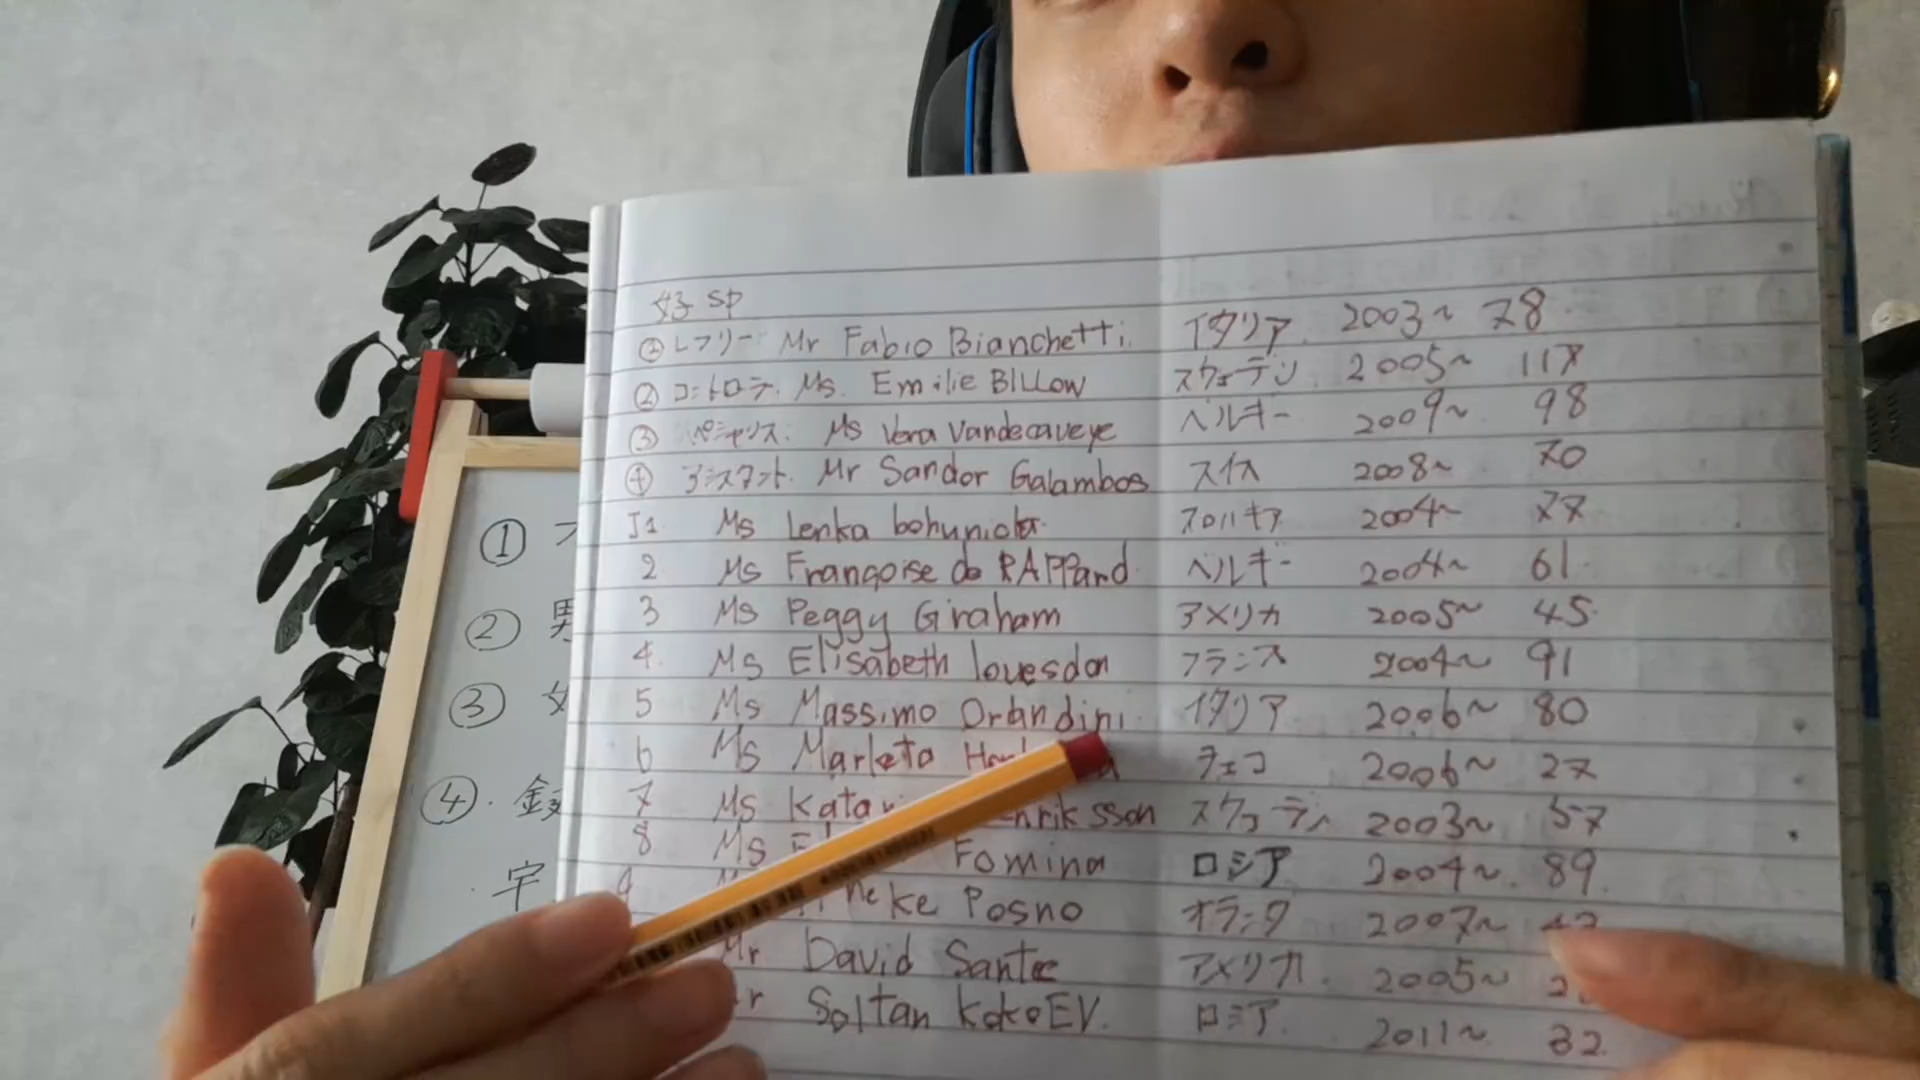 女子 SP
① レフリー Mr Fabio Bianchetti. イタリア 2003~ 78
② コントロラ. Ms. Emilie BILLOW スウェーデン 2005~ 117
③ スペシャリス. Ms Vera Vandecaveye ベルギー 2009~ 98
④ アシスタント. Mr Sandor Galambos スイス 2008~ 70
J1. Ms Lenka bohunicka スロバキア 2004~ 77
2 Ms Françoise de RAPPard ベルギー 2004~ 61
3 Ms Peggy Graham アメリカ 2005~ 45
4. Ms Elisabeth louesdon フランス 2004~ 91
5 Ms Massimo Orlandini イタリア 2006~ 80
6 Ms Marketa チェコ 2006~ 27
7 Ms スウェーデン 2003~ 57
8 Ms Fomina ロシア 2004~ 89
9 Posno オランダ 2007~
David Santee アメリカ. 2005~
Soltan KokoEV. ロシア. 2011~ 32
①
② 男
③ 女
④.
宇